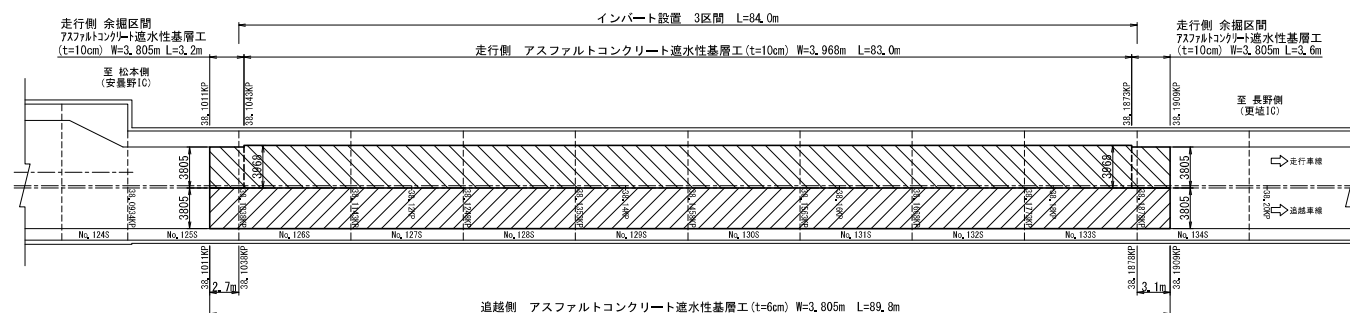 インバート設置 3区間 L=84.0m
走行側 余掘区間
アスファルトコンクリート遮水性基層工
(t=10cm) W=3.805m L=3.2m
走行側 アスファルトコンクリート遮水性基層工(t=10cm) W=3.968m L=83.0m
走行側 余掘区間
アスファルトコンクリート遮水性基層工
(t=10cm) W=3.805m L=3.6m
至 松本側
(安曇野IC)
38.1011KP
38.1043KP
38.1873KP
38.1909KP
至 長野側
(更埴IC)
3805
3968
3968
3805
走行車線
3805
3805
追越車線
38.20KP
No.124S
No.125S
No.126S
No.127S
No.128S
No.129S
No.130S
No.131S
No.132S
No.133S
No.134S
38.1011KP
38.1038KP
38.1878KP
38.1909KP
2.7m
3.1m
追越側 アスファルトコンクリート遮水性基層工(t=6cm) W=3.805m L=89.8m